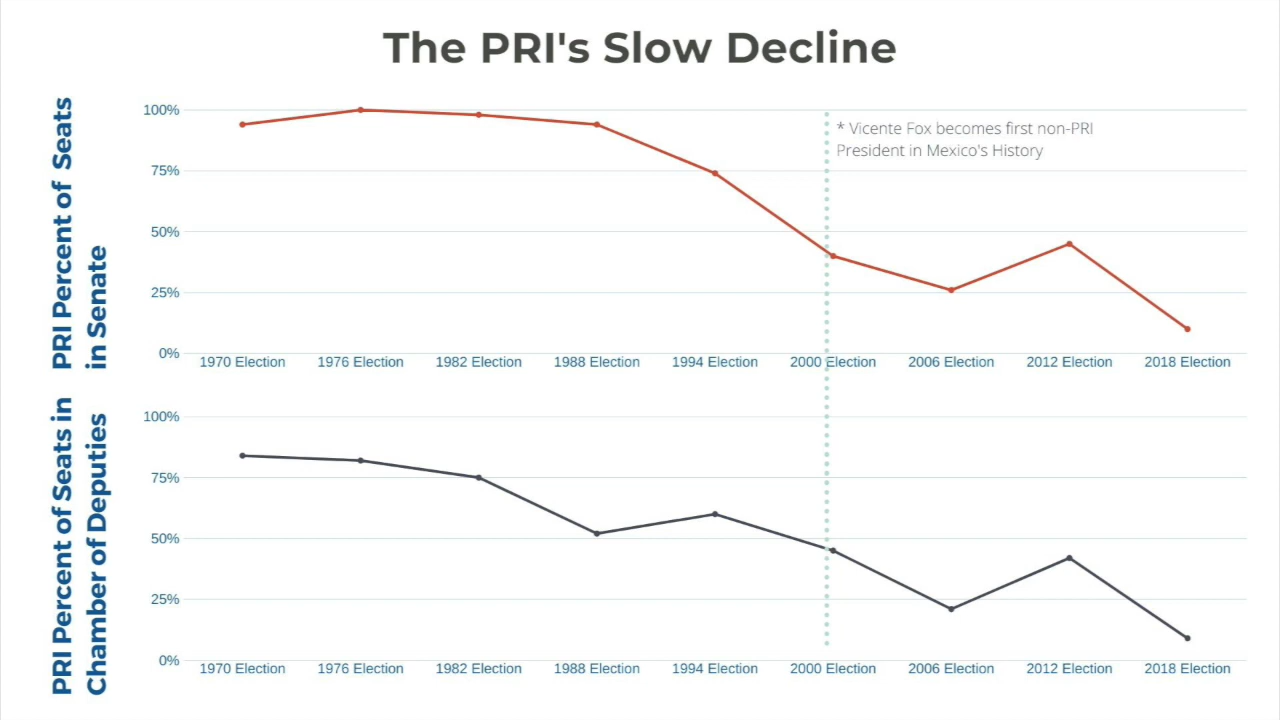 The PRI's Slow Decline
PRI Percent of Seats
in Senate
100%
75%
50%
25%
0%
* Vicente Fox becomes first non-PRI
President in Mexico's History
1970 Election 1976 Election 1982 Election 1988 Election 1994 Election 2000 Election 2006 Election 2012 Election 2018 Election
PRI Percent of Seats in
Chamber of Deputies
100%
75%
50%
25%
0%
1970 Election 1976 Election 1982 Election 1988 Election 1994 Election 2000 Election 2006 Election 2012 Election 2018 Election